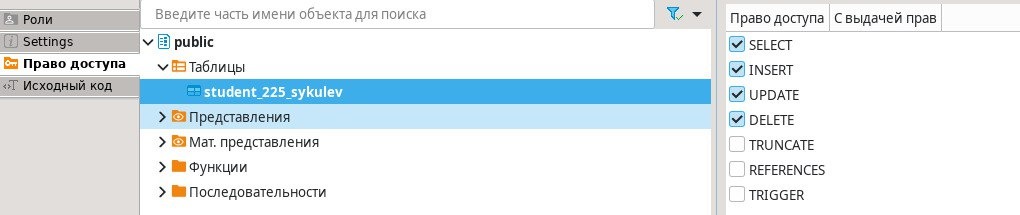 Роли
Settings
Право доступа
Исходный код
Введите часть имени объекта для поиска
public
Таблицы
student_225_sykulev
Представления
Мат. представления
Функции
Последовательности
Право доступа С выдачей прав
SELECT
INSERT
UPDATE
DELETE
TRUNCATE
REFERENCES
TRIGGER